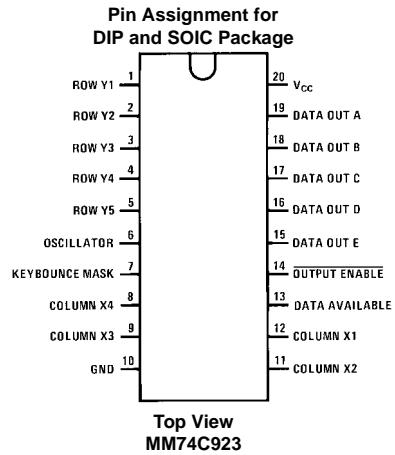 Pin Assignment for
DIP and SOIC Package
ROW Y1 1
ROW Y2 2
ROW Y3 3
ROW Y4 4
ROW Y5 5
OSCILLATOR 6
KEYBOUNCE MASK 7
COLUMN X4 8
COLUMN X3 9
GND 10
20 VCC
19 DATA OUT A
18 DATA OUT B
17 DATA OUT C
16 DATA OUT D
15 DATA OUT E
14 OUTPUT ENABLE
13 DATA AVAILABLE
12 COLUMN X1
11 COLUMN X2
Top View
MM74C923